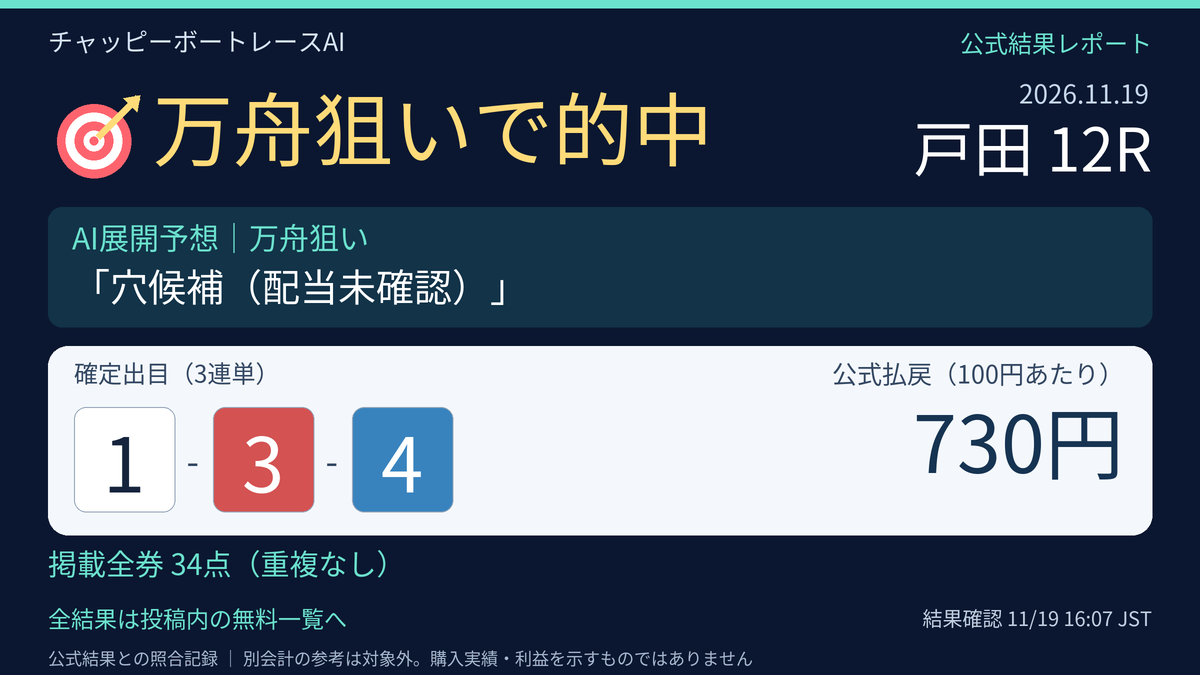 チャッピーボートレースAI
公式結果レポート
2026.11.19
万舟狙いで的中
戸田 12R
AI展開予想｜万舟狙い
「穴候補（配当未確認）」
確定出目（3連単）
公式払戻（100円あたり）
1 - 3 - 4
730円
掲載全券 34点（重複なし）
全結果は投稿内の無料一覧へ
結果確認 11/19 16:07 JST
公式結果との照合記録｜別会計の参考は対象外。購入実績・利益を示すものではありません